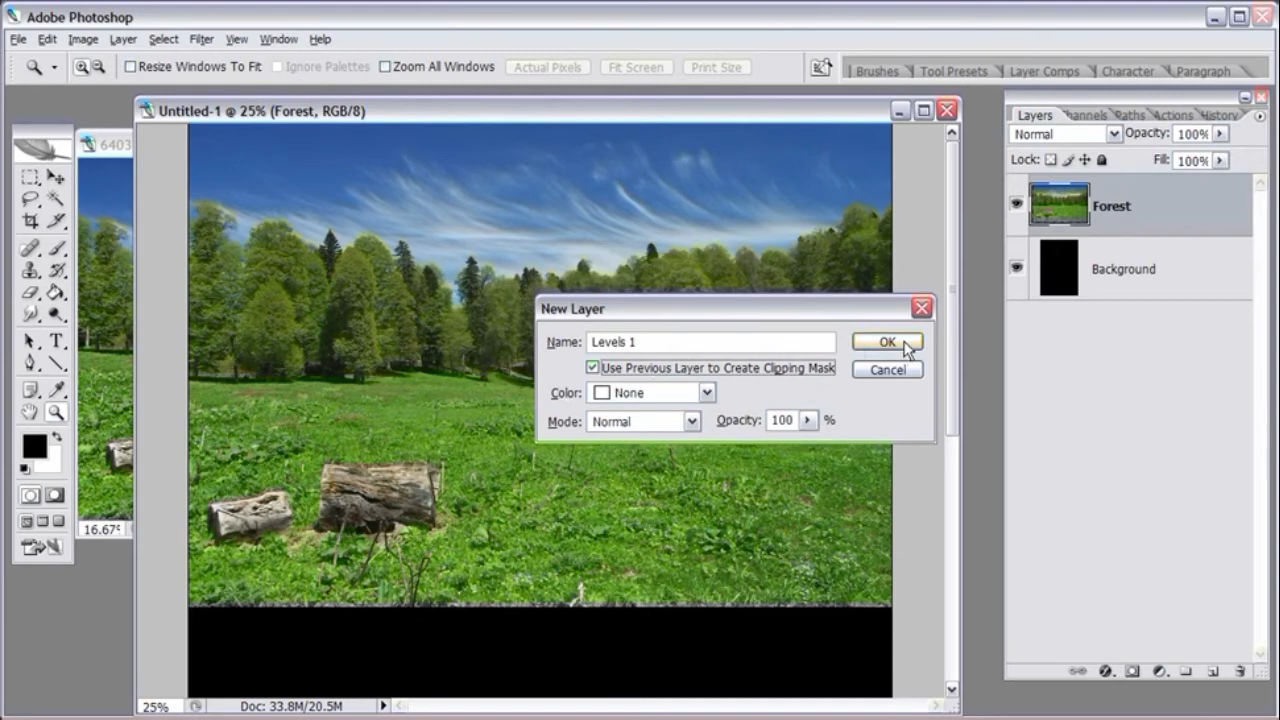 Adobe Photoshop
File Edit Image Layer Select Filter View Window Help
Resize Windows To Fit Ignore Palettes Zoom All Windows Actual Pixels Fit Screen Print Size Brushes Tool Presets Layer Comps Character Paragraph
Untitled-1 @ 25% (Forest, RGB/8)
6403
Layers Channels Paths Actions History
Normal Opacity: 100%
Lock: Fill: 100%
Forest
Background
New Layer
Name: Levels 1 OK
Use Previous Layer to Create Clipping Mask Cancel
Color: None
Mode: Normal Opacity: 100 %
16.67%
25% Doc: 33.8M/20.5M